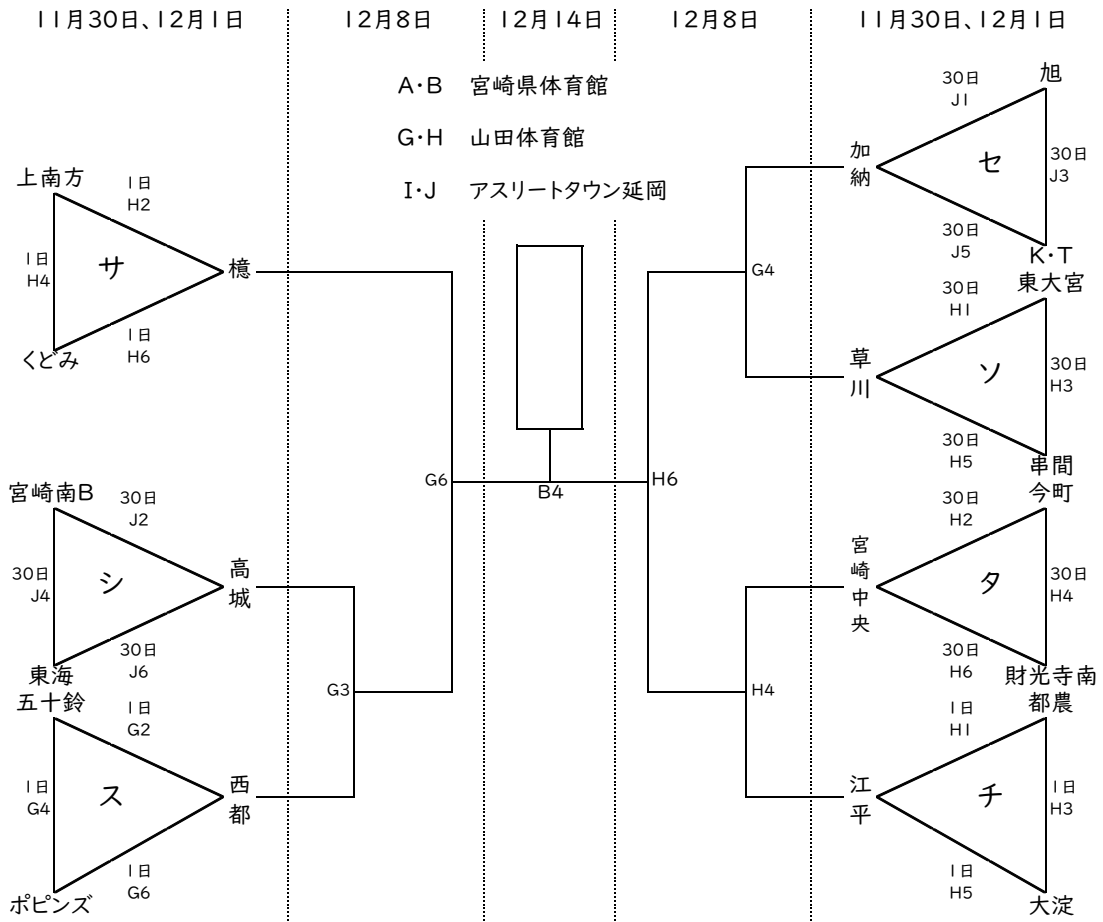 11月30日、12月1日
12月8日
12月14日
12月8日
11月30日、12月1日
A・B 宮崎県体育館
G・H 山田体育館
I・J アスリートタウン延岡
上南方
1日
H2
1日
H4
サ
檍
1日
H6
くどみ
宮崎南B
30日
J2
30日
J4
シ
高城
30日
J6
東海
五十鈴
1日
G2
1日
G4
ス
西都
1日
G6
ポピンズ
G3
G6
B4
H6
G4
H4
旭
30日
J1
加納
セ
30日
J3
30日
J5
K・T
東大宮
30日
H1
草川
ソ
30日
H3
30日
H5
串間
今町
30日
H2
宮崎中央
タ
30日
H4
30日
H6
財光寺南
都農
1日
H1
江平
チ
1日
H3
1日
H5
大淀